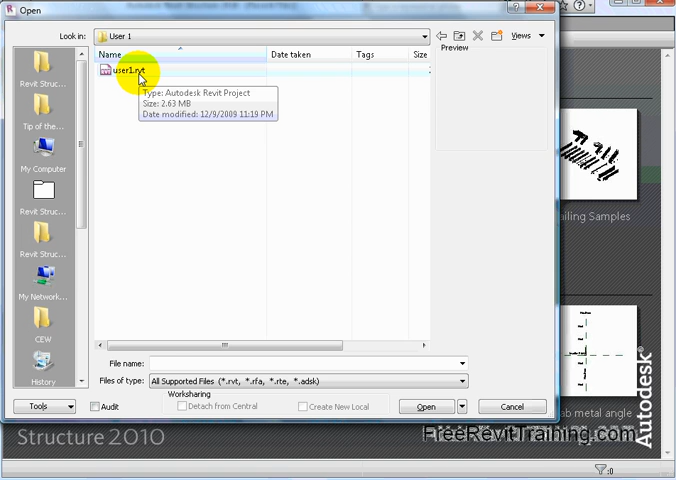 Open
Look in:
User 1
Views
Name
Date taken
Tags
Size
Preview
user1.rvt
Type: Autodesk Revit Project
Size: 2.63 MB
Date modified: 12/9/2009 11:19 PM
Revit Struc...
Tip of the...
My Computer
Revit Struc...
Revit Struc...
My Network...
CEW
History
ailing Samples
ab metal angle
File name:
Files of type:
All Supported Files (*.rvt, *.rfa, *.rte, *.adsk)
Worksharing
Tools
Audit
Detach from Central
Create New Local
Open
Cancel
Structure 2010
FreeRevitTraining.com
Autodesk®
:0